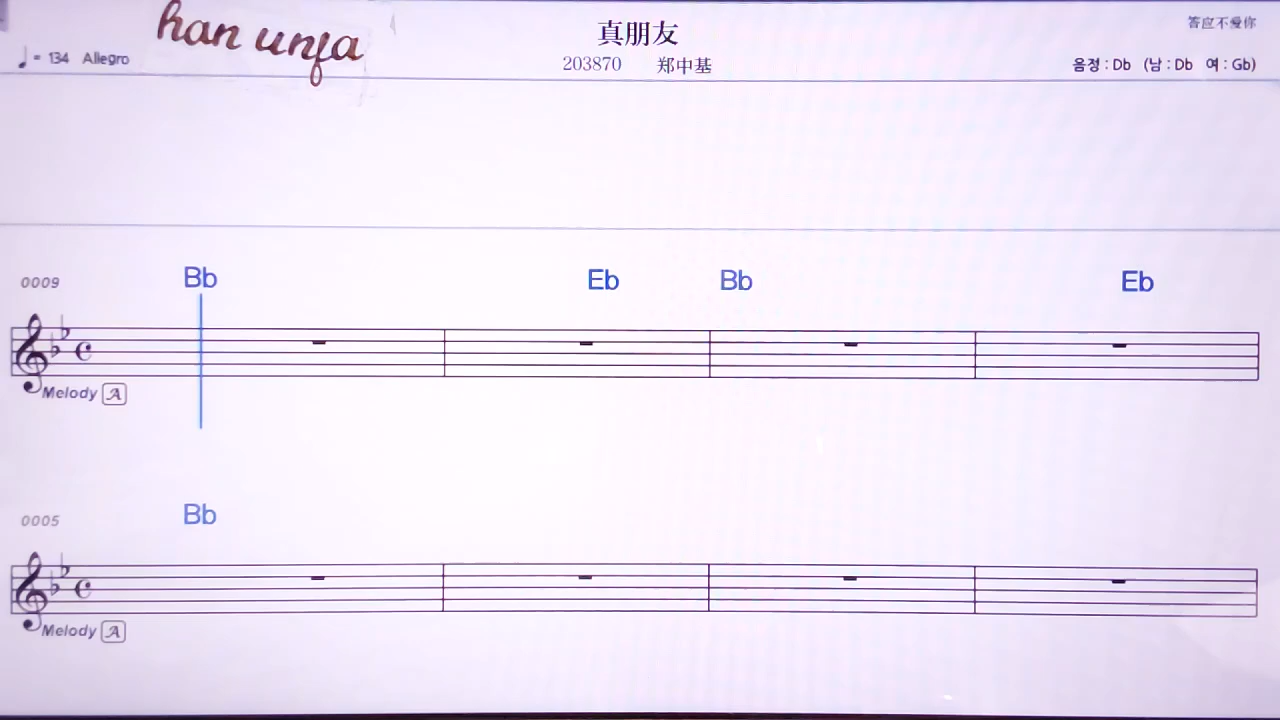 han unfa
真朋友
答应不爱你
♩ = 134 Allegro
203870 郑中基
음정 : Db (남 : Db 여 : Gb)
0009 Bb Eb Bb Eb
Melody A
0005 Bb
Melody A